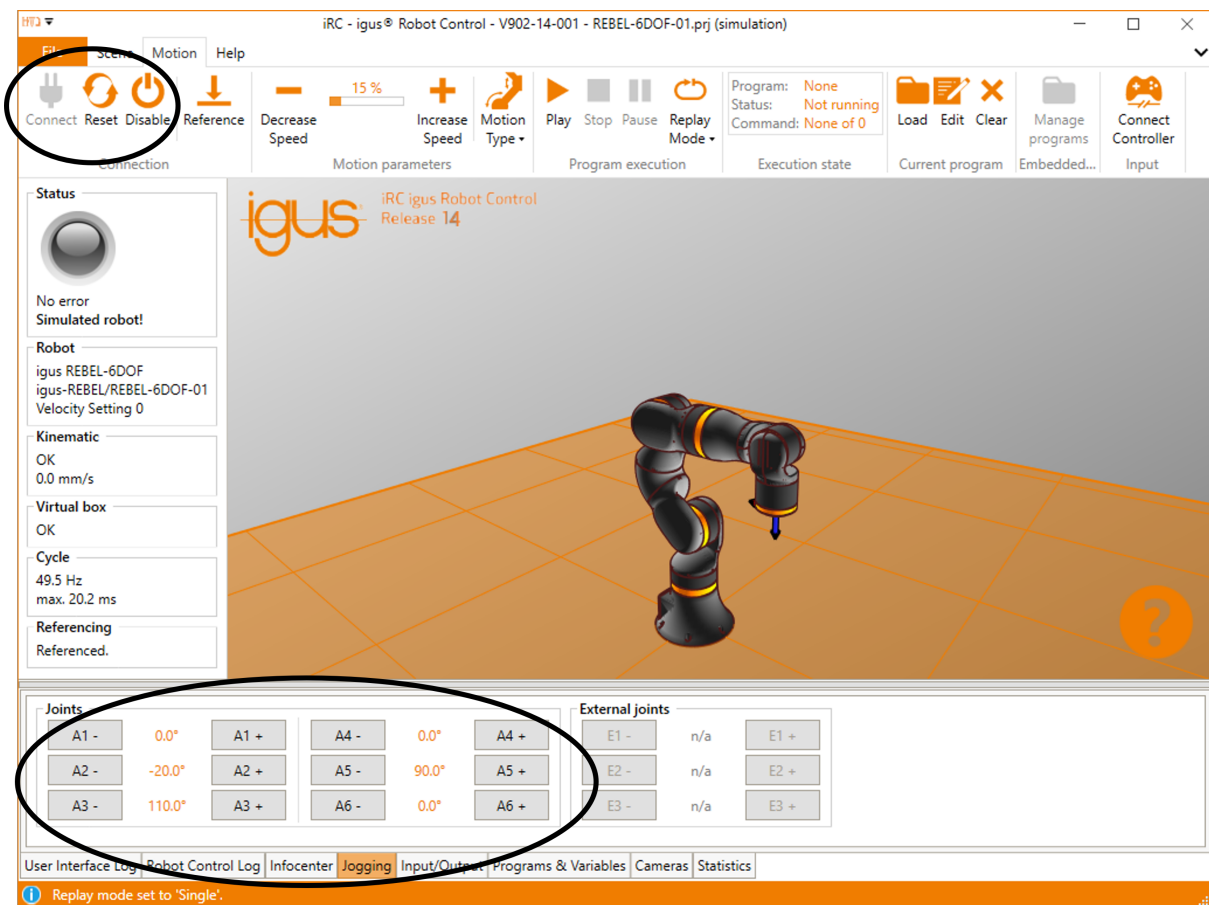 iRC - igus® Robot Control - V902-14-001 - REBEL-6DOF-01.prj (simulation)
File Scene Motion Help
Connect Reset Disable Reference
Connection
Decrease Speed 15 % Increase Speed Motion Type
Motion parameters
Play Stop Pause Replay Mode
Program execution
Program: None
Status: Not running
Command: None of 0
Execution state
Load Edit Clear
Current program
Manage programs
Embedded...
Connect Controller
Input
Status
No error
Simulated robot!
Robot
igus REBEL-6DOF
igus-REBEL/REBEL-6DOF-01
Velocity Setting 0
Kinematic
OK
0.0 mm/s
Virtual box
OK
Cycle
49.5 Hz
max. 20.2 ms
Referencing
Referenced.
igus
iRC igus Robot Control
Release 14
?
Joints
A1 - 0.0° A1 + A4 - 0.0° A4 +
A2 - -20.0° A2 + A5 - 90.0° A5 +
A3 - 110.0° A3 + A6 - 0.0° A6 +
External joints
E1 - n/a E1 +
E2 - n/a E2 +
E3 - n/a E3 +
User Interface Log Robot Control Log Infocenter Jogging Input/Output Programs & Variables Cameras Statistics
Replay mode set to 'Single'.